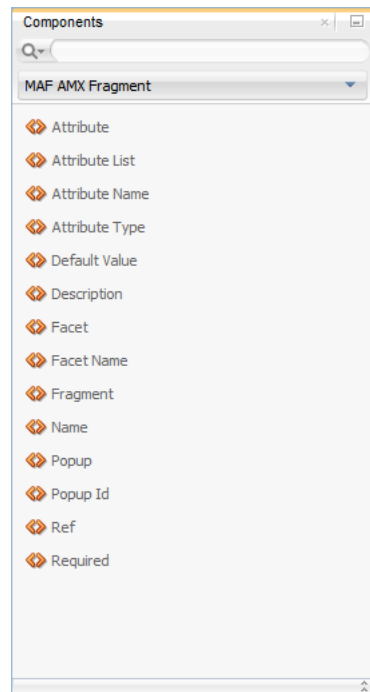 Components
MAF AMX Fragment
Attribute
Attribute List
Attribute Name
Attribute Type
Default Value
Description
Facet
Facet Name
Fragment
Name
Popup
Popup Id
Ref
Required